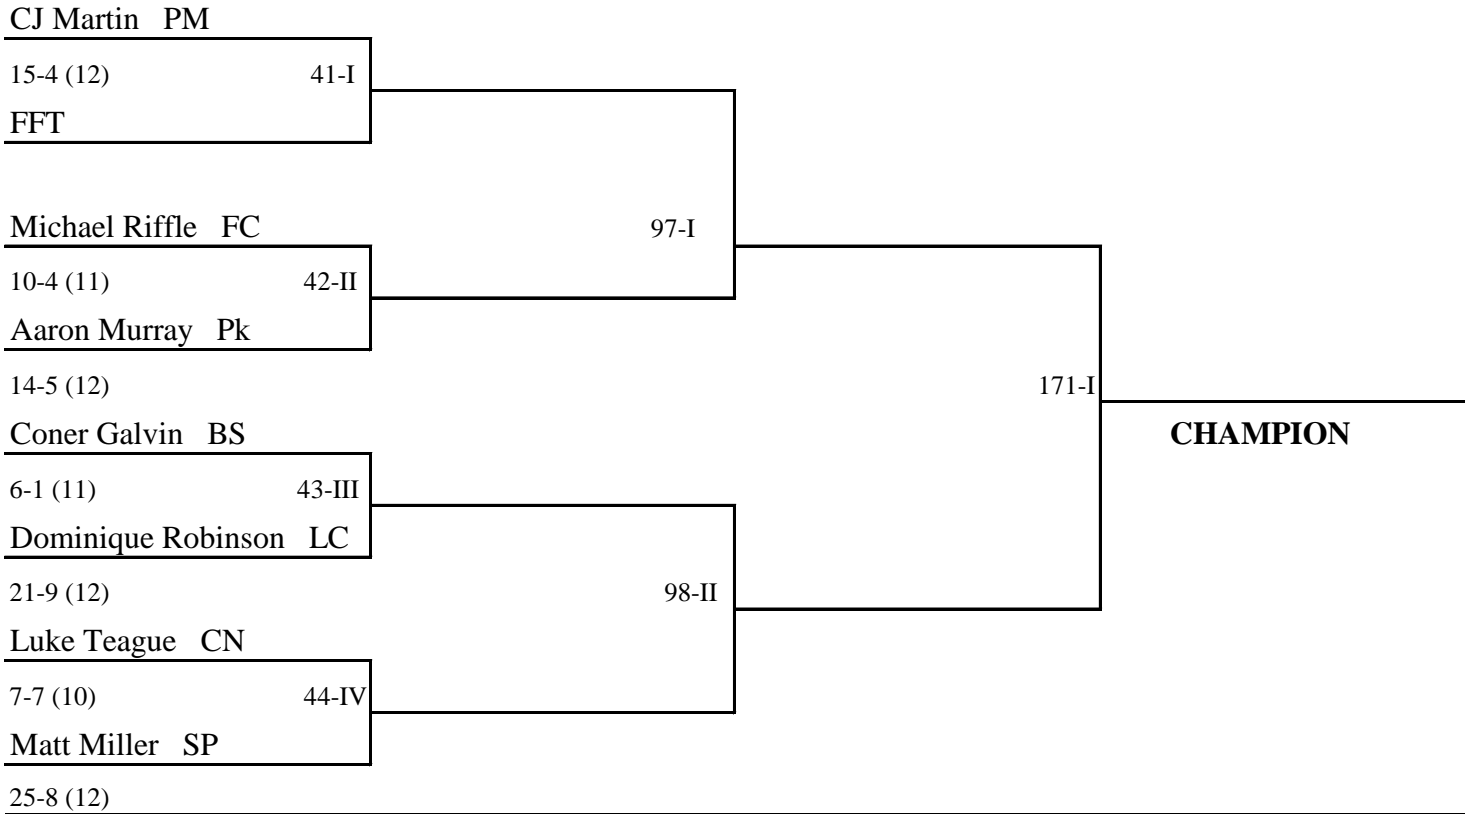 CJ Martin PM
15-4 (12) 41-I
FFT
Michael Riffle FC 97-I
10-4 (11) 42-II
Aaron Murray Pk
14-5 (12) 171-I
Coner Galvin BS CHAMPION
6-1 (11) 43-III
Dominique Robinson LC
21-9 (12) 98-II
Luke Teague CN
7-7 (10) 44-IV
Matt Miller SP
25-8 (12)